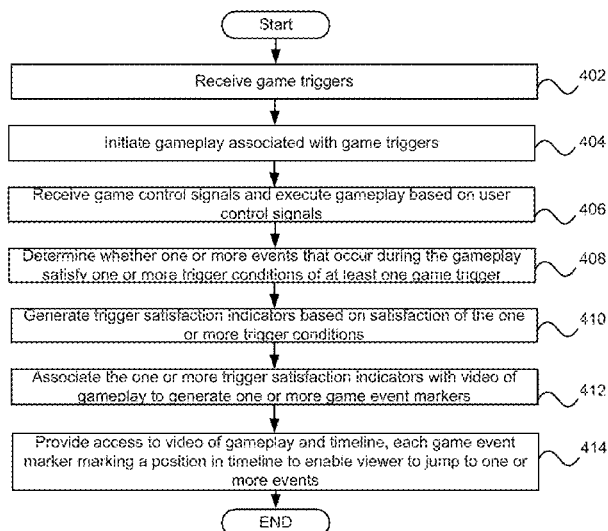 Start
Receive game triggers
402
Initiate gameplay associated with game triggers
404
Receive game control signals and execute gameplay based on user
control signals
406
Determine whether one or more events that occur during the gameplay
satisfy one or more trigger conditions of at least one game trigger
408
Generate trigger satisfaction indicators based on satisfaction of the one
or more trigger conditions
410
Associate the one or more trigger satisfaction indicators with video of
gameplay to generate one or more game event markers
412
Provide access to video of gameplay and timeline, each game event
marker marking a position in timeline to enable viewer to jump to one or
more events
414
END